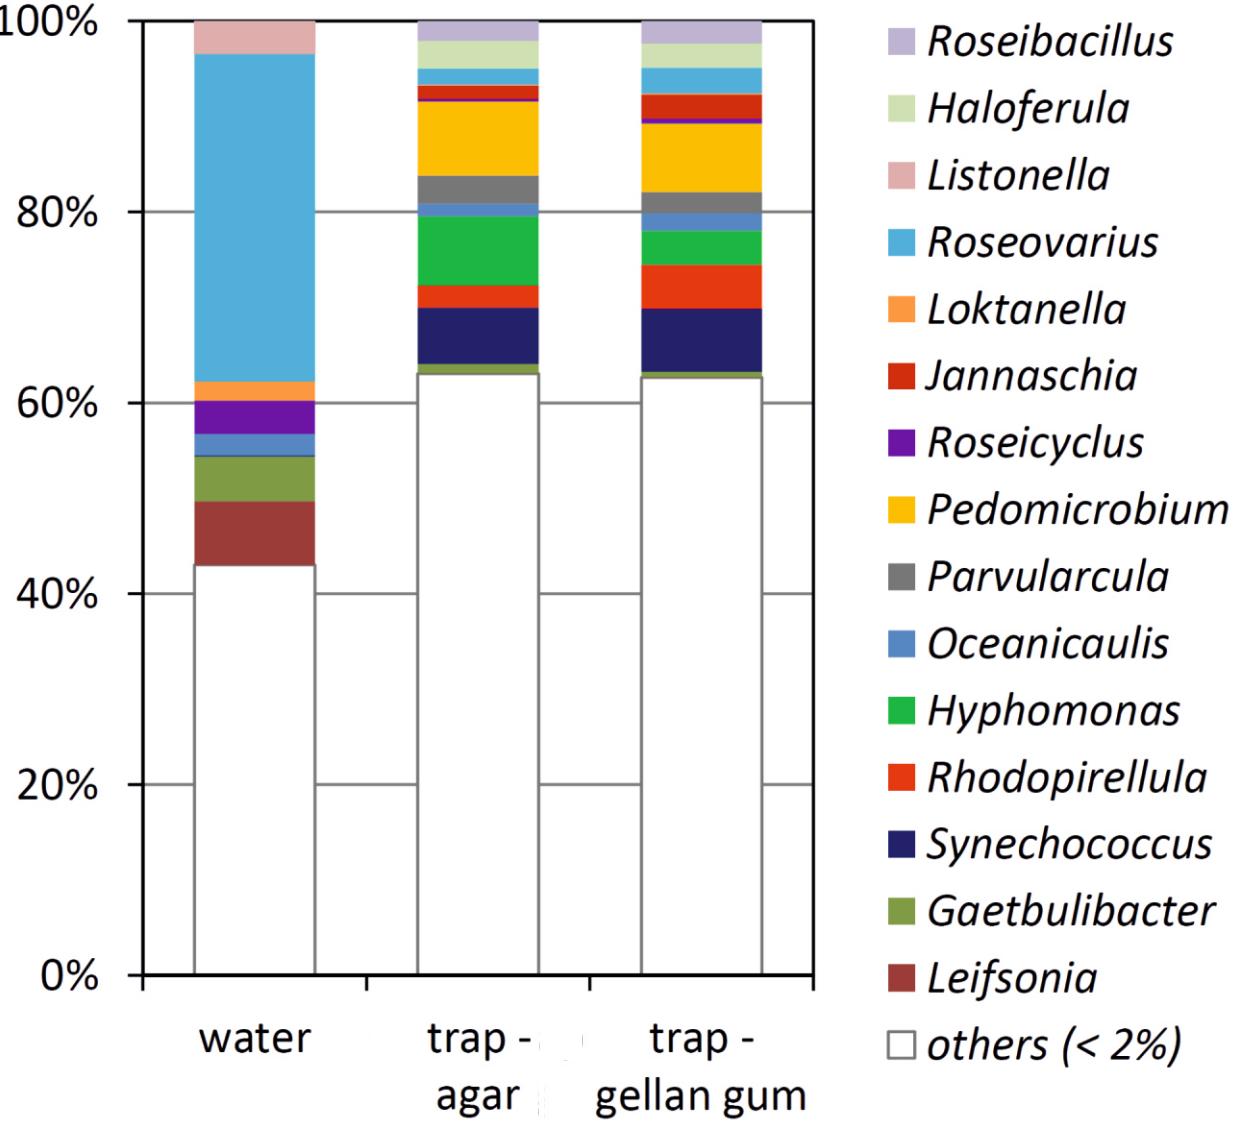 100%
80%
60%
40%
20%
0%
water
trap -
agar
trap -
gellan gum
Roseibacillus
Haloferula
Listonella
Roseovarius
Loktanella
Jannaschia
Roseicyclus
Pedomicrobium
Parvularcula
Oceanicaulis
Hyphomonas
Rhodopirellula
Synechococcus
Gaetbulibacter
Leifsonia
others (< 2%)